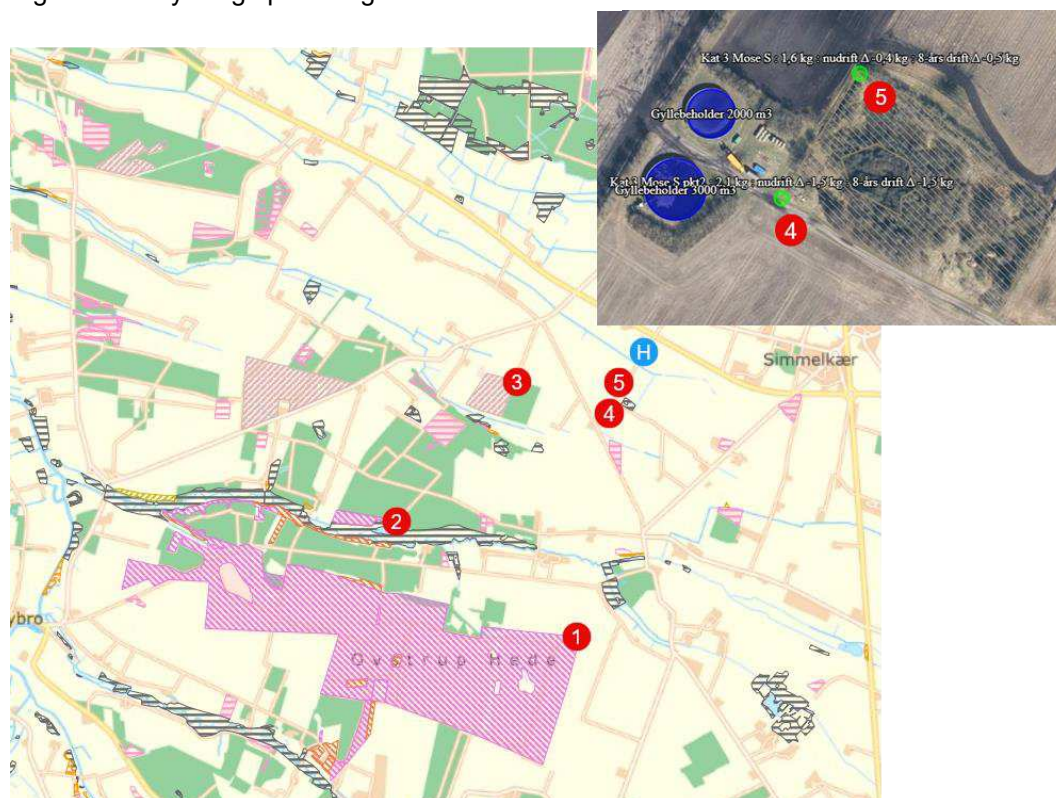 Kat 3 Mose S : 1,6 kg : nudrift Δ -0,4 kg : 8-års drift Δ -0,5 kg
5
Gyllebeholder 2000 m3
Kat 3 Mose S pkt2 : 2,1 kg : nudrift Δ -1,5 kg : 8-års drift Δ -1,5 kg
Gyllebeholder 3000 m3
4
H
Simmelkær
3
5
4
2
ybro
1
Ovstrup Hede